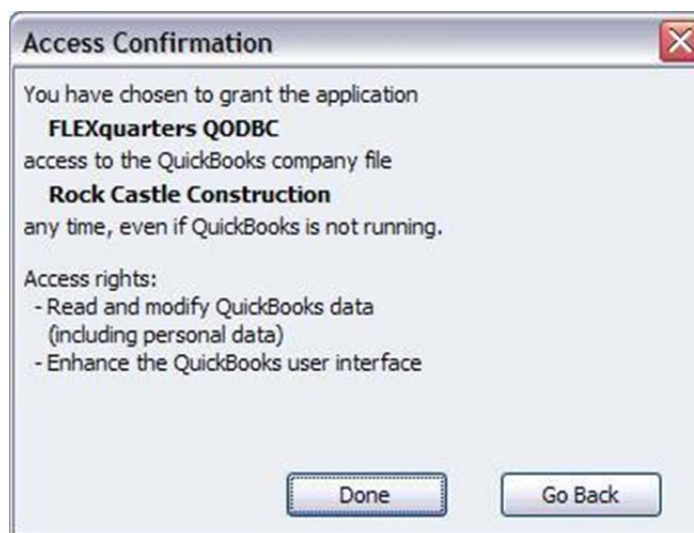 Access Confirmation
You have chosen to grant the application
FLEXquarters QODBC
access to the QuickBooks company file
Rock Castle Construction
any time, even if QuickBooks is not running.
Access rights:
- Read and modify QuickBooks data
(including personal data)
- Enhance the QuickBooks user interface
Done
Go Back